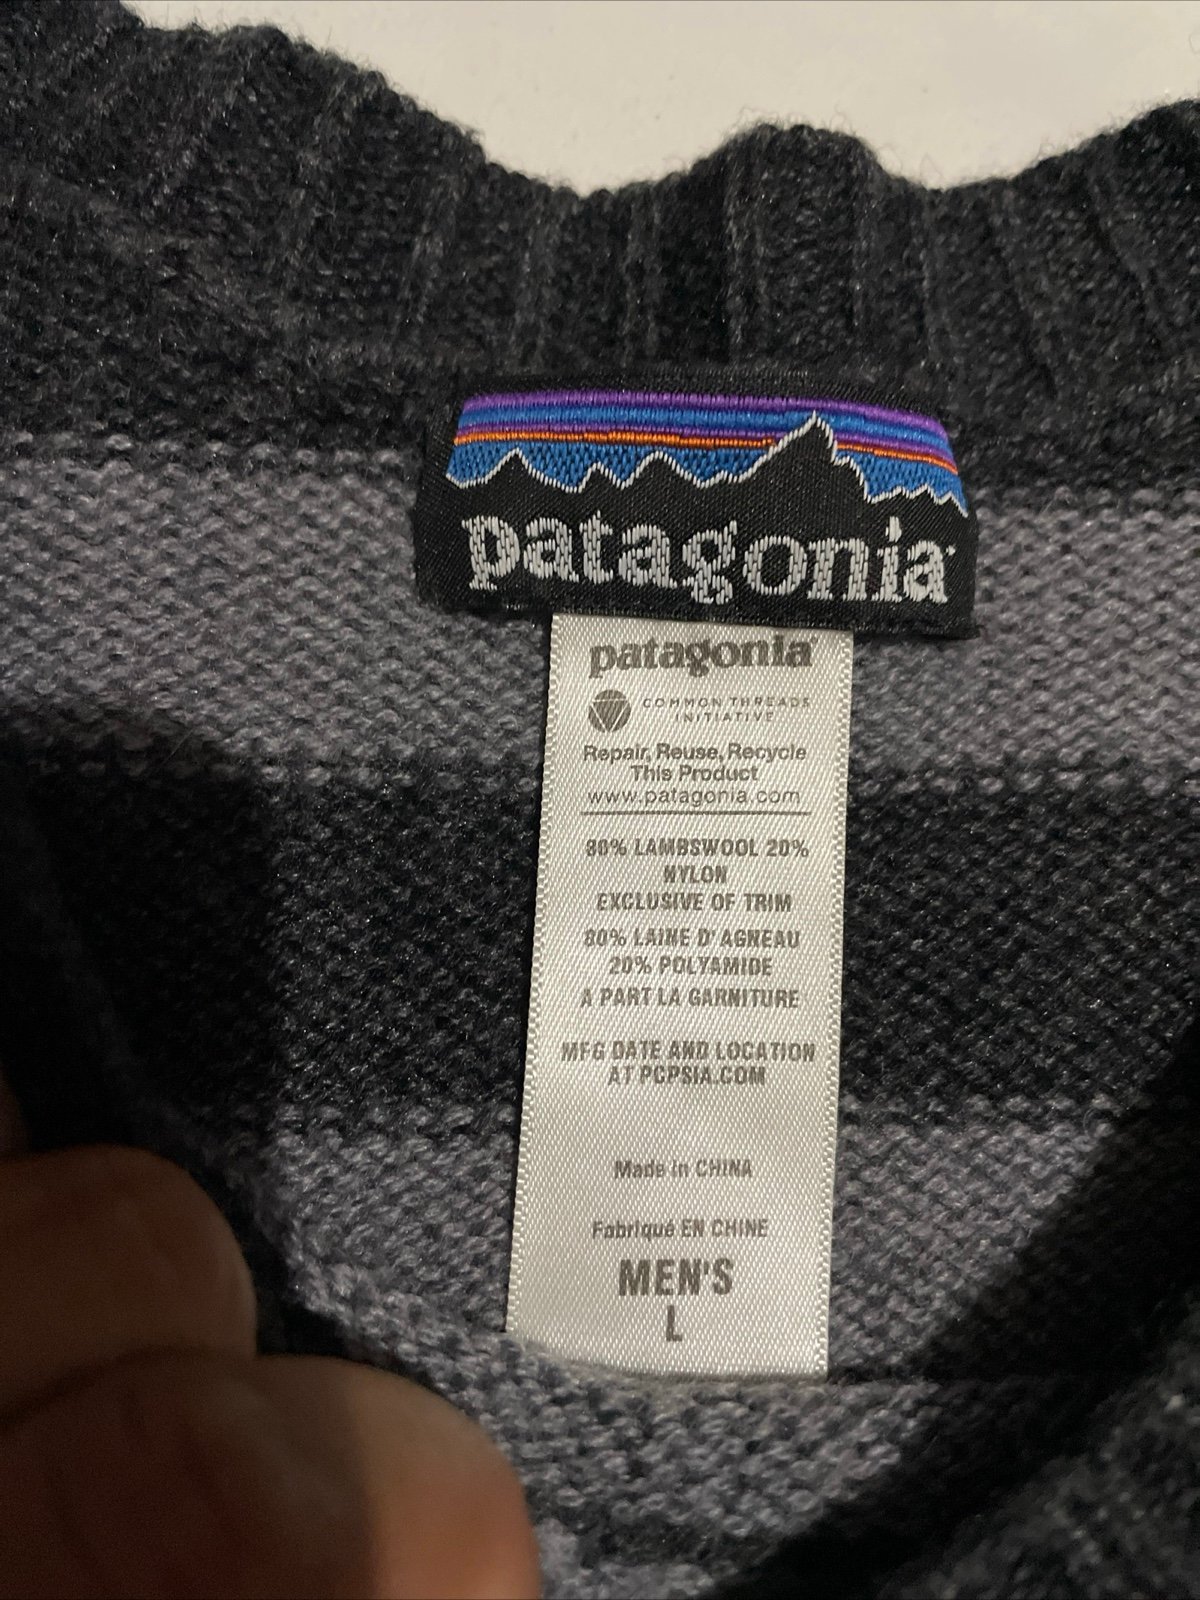 patagonia
patagonia
COMMON THREADS
INITIATIVE
Repair, Reuse, Recycle
This Product
www.patagonia.com
80% LAMBSWOOL 20%
NYLON
EXCLUSIVE OF TRIM
80% LAINE D'AGNEAU
20% POLYAMIDE
A PART LA GARNITURE
MFG DATE AND LOCATION
AT PCPSIA.COM
Made in CHINA
Fabriqué EN CHINE
MEN'S
L